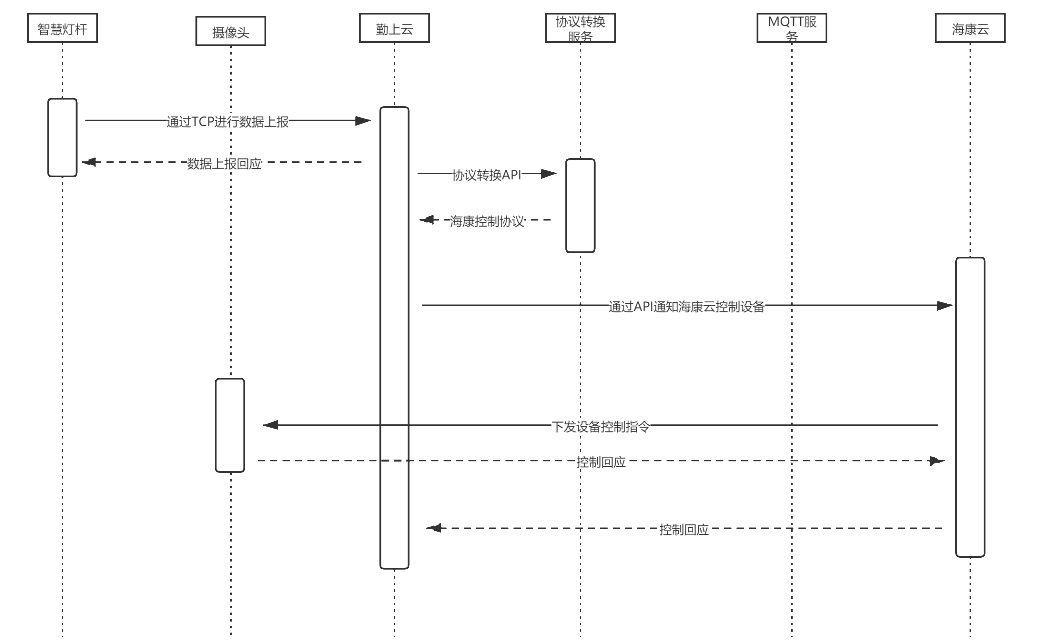 智慧灯杆
摄像头
勤上云
协议转换
服务
MQTT服
务
海康云
通过TCP进行数据上报
数据上报回应
协议转换API
海康控制协议
通过API通知海康云控制设备
下发设备控制指令
控制回应
控制回应